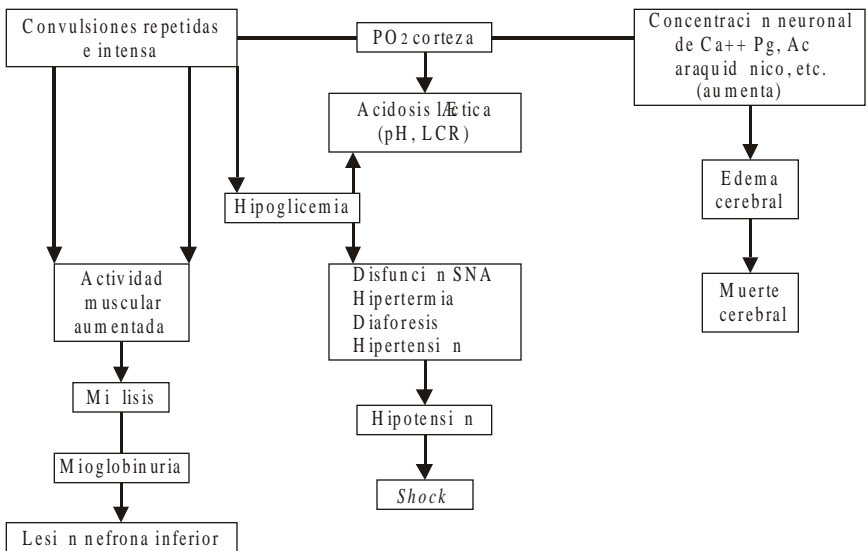 Convulsiones repetidas
e intensa
PO2 corteza
Concentraci n neuronal
de Ca++ Pg, Ac
araquid nico, etc.
(aumenta)
Acidosis lÆctica
(pH, LCR)
Hipoglicemia
Edema
cerebral
Actividad
muscular
aumentada
Disfunci n SNA
Hipertermia
Diaforesis
Hipertensi n
Muerte
cerebral
Mi lisis
Hipotensi n
Mioglobinuria
Shock
Lesi n nefrona inferior